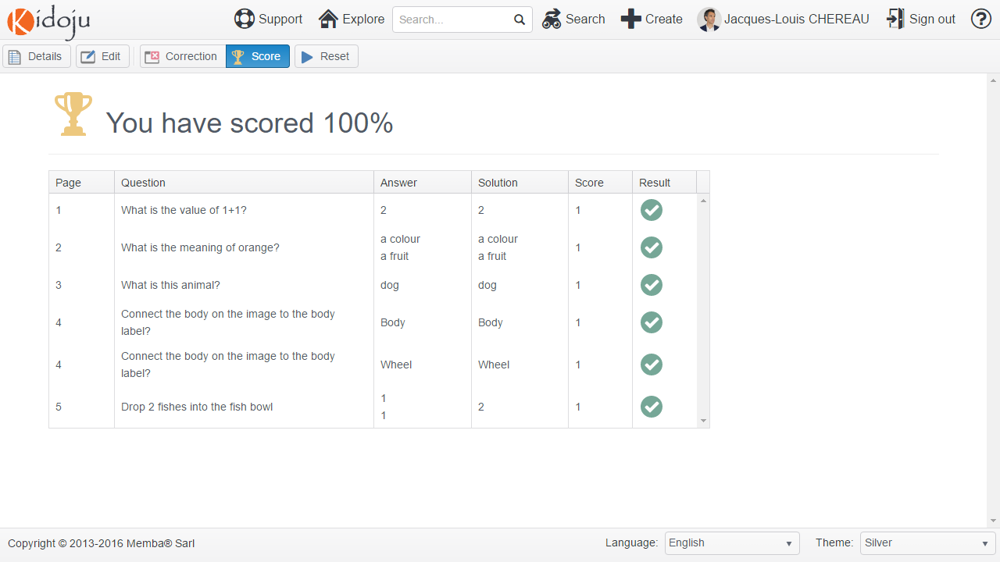 Kidoju Support Explore Search... Search Create Jacques-Louis CHEREAU Sign out ?
Details Edit Correction Score Reset
You have scored 100%
Page Question Answer Solution Score Result
1 What is the value of 1+1? 2 2 1
2 What is the meaning of orange? a colour a colour 1
a fruit a fruit
3 What is this animal? dog dog 1
4 Connect the body on the image to the body Body Body 1
label?
4 Connect the body on the image to the body Wheel Wheel 1
label?
5 Drop 2 fishes into the fish bowl 1 2 1
1
Copyright © 2013-2016 Memba® Sarl Language: English Theme: Silver